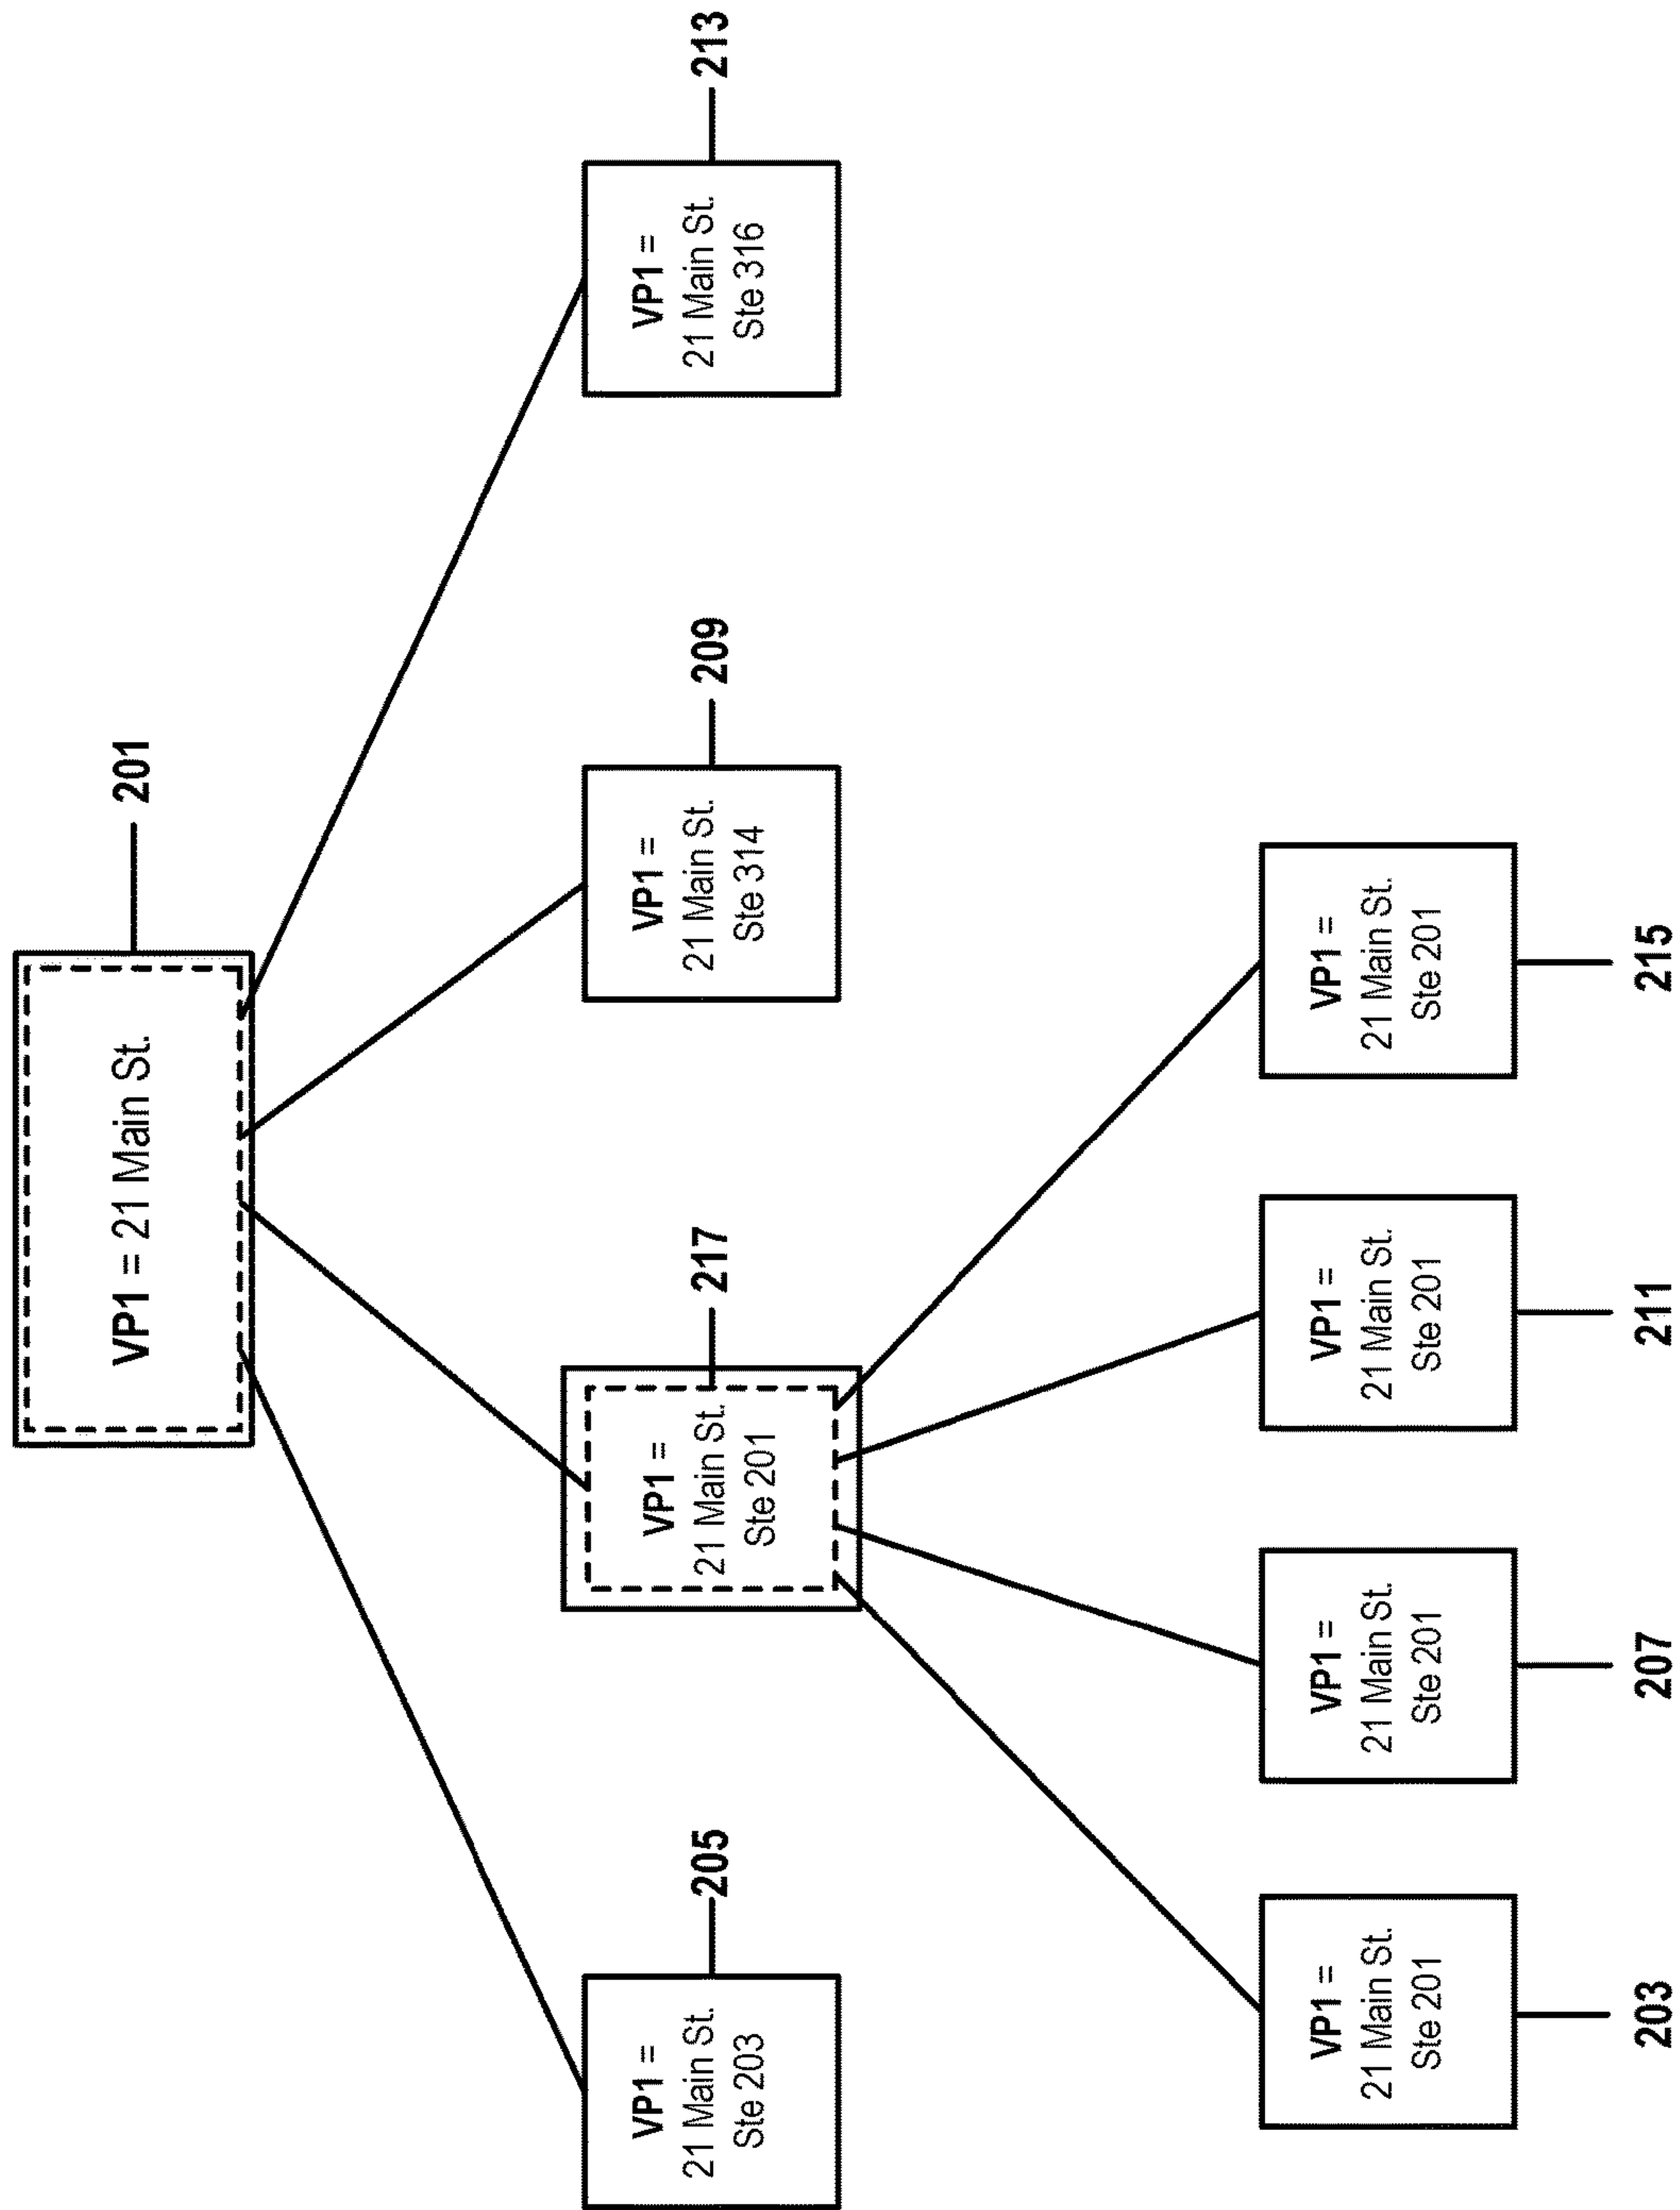 VP1 = 21 Main St.
201
VP1 =
21 Main St.
Ste 203
205
VP1 =
21 Main St.
Ste 201
217
VP1 =
21 Main St.
Ste 314
209
VP1 =
21 Main St.
Ste 316
213
VP1 =
21 Main St.
Ste 201
203
VP1 =
21 Main St.
Ste 201
207
VP1 =
21 Main St.
Ste 201
211
VP1 =
21 Main St.
Ste 201
215